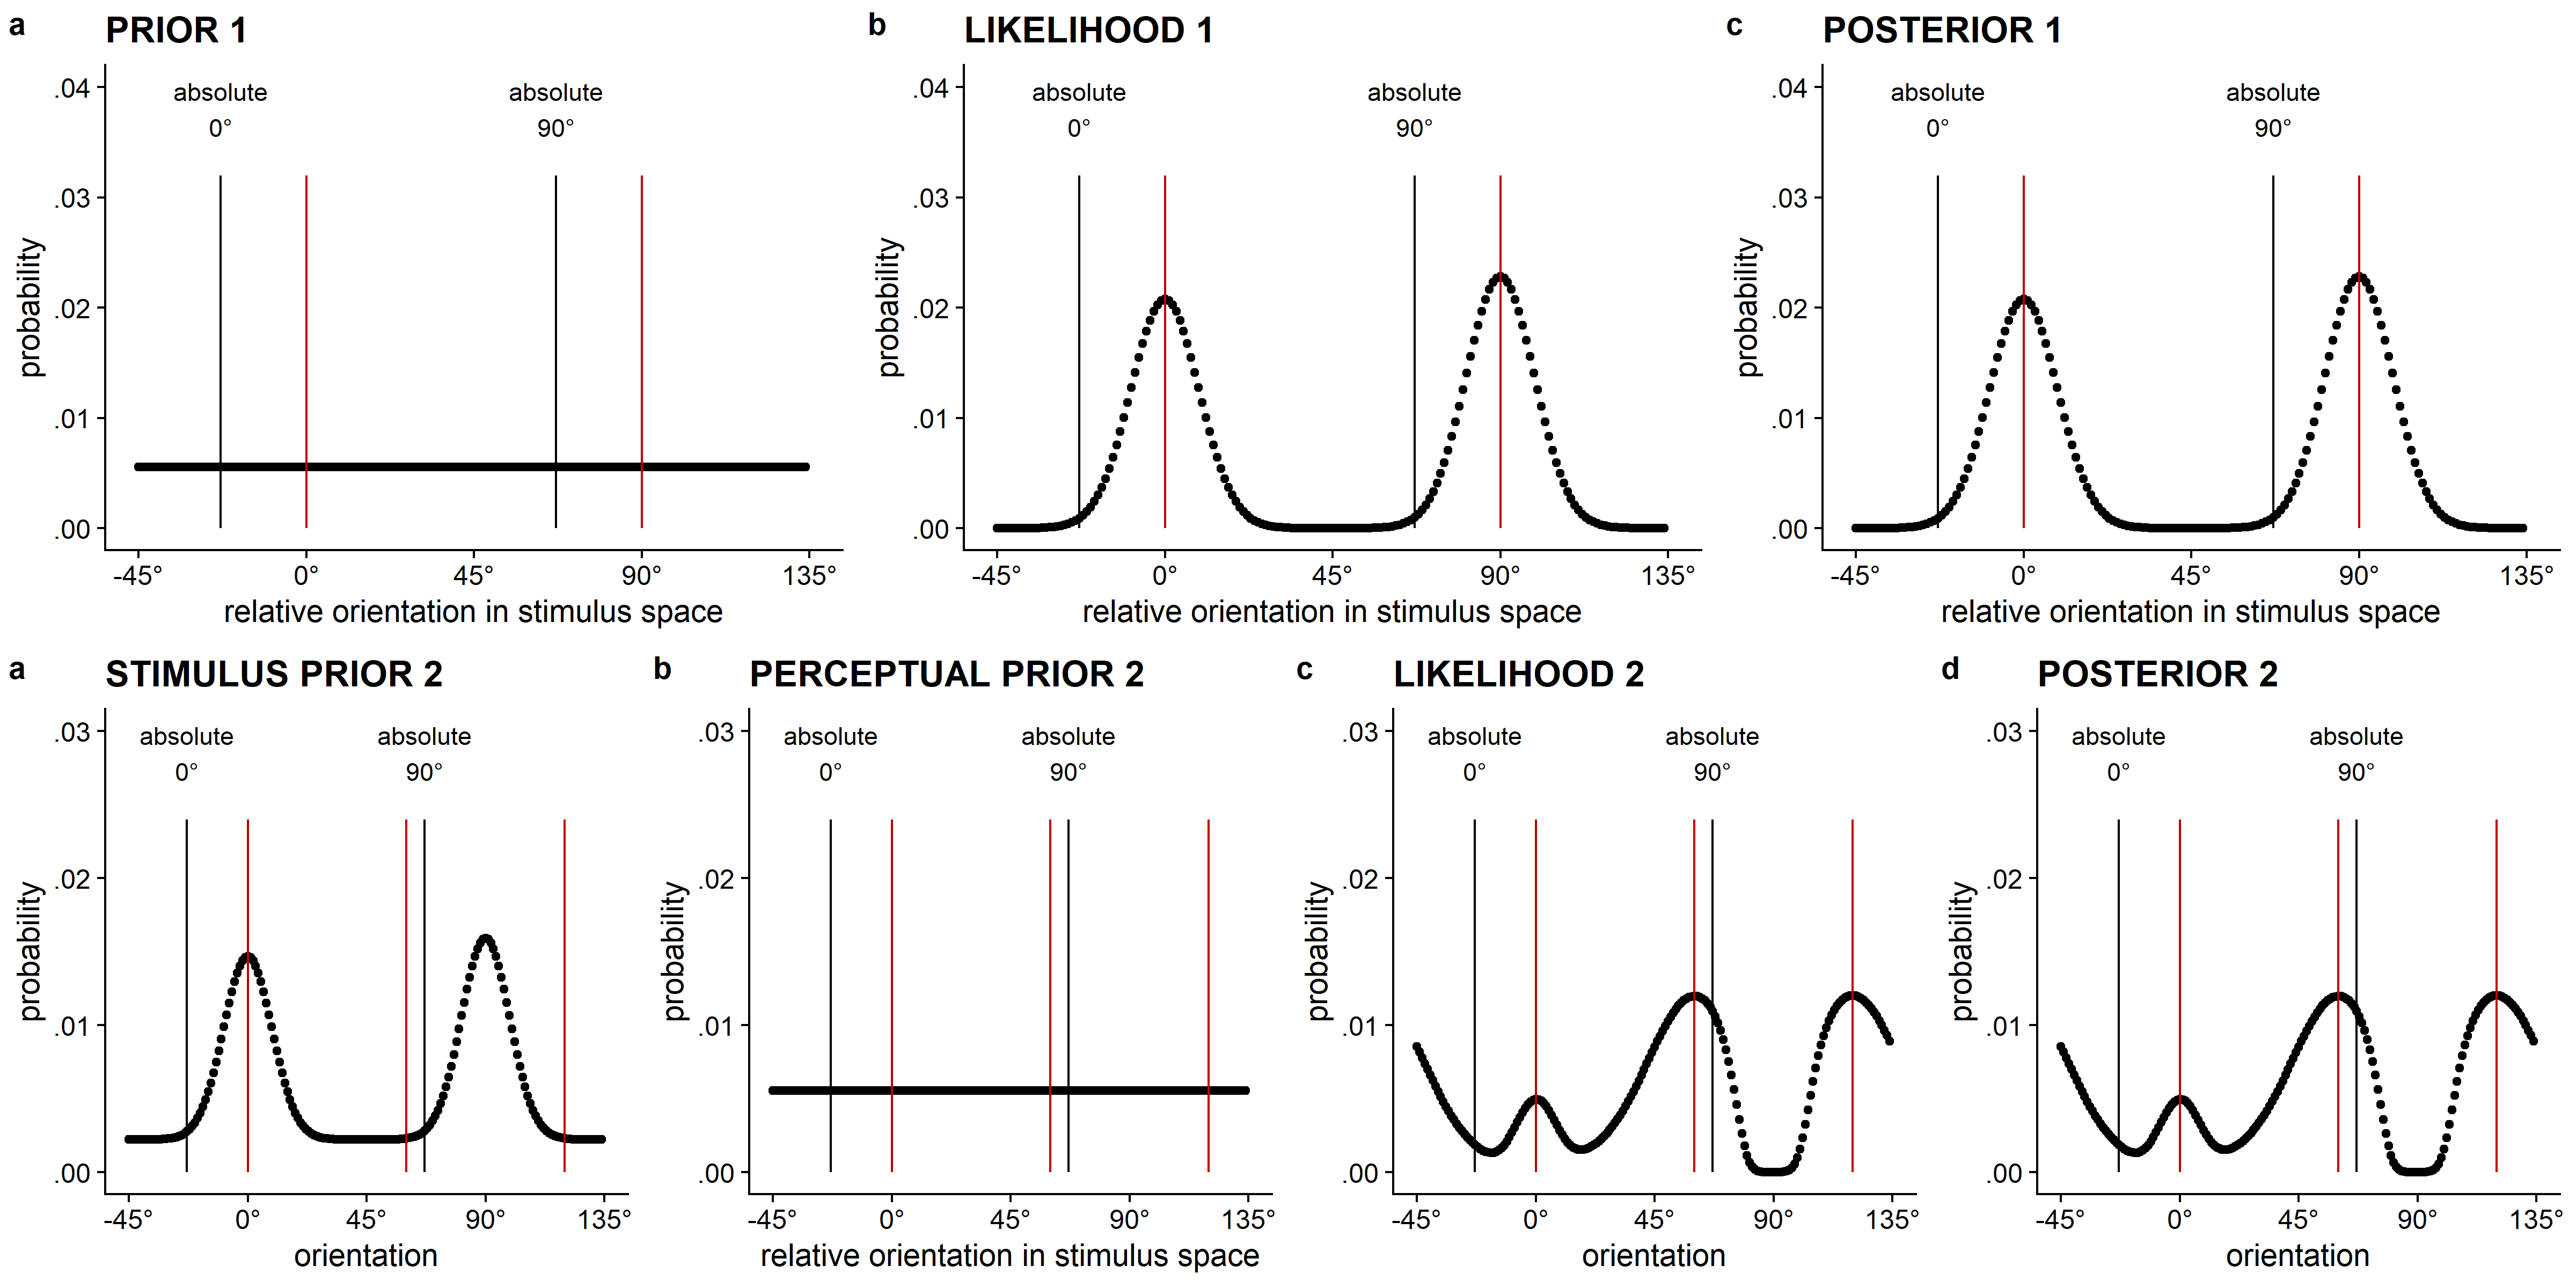 a PRIOR 1
absolute 0°
absolute 90°
.04
.03
.02
.01
.00
probability
-45° 0° 45° 90° 135°
relative orientation in stimulus space
b LIKELIHOOD 1
absolute 0°
absolute 90°
.04
.03
.02
.01
.00
probability
-45° 0° 45° 90° 135°
relative orientation in stimulus space
c POSTERIOR 1
absolute 0°
absolute 90°
.04
.03
.02
.01
.00
probability
-45° 0° 45° 90° 135°
relative orientation in stimulus space
a STIMULUS PRIOR 2
absolute 0°
absolute 90°
.03
.02
.01
.00
probability
-45° 0° 45° 90° 135°
orientation
b PERCEPTUAL PRIOR 2
absolute 0°
absolute 90°
.03
.02
.01
.00
probability
-45° 0° 45° 90° 135°
relative orientation in stimulus space
c LIKELIHOOD 2
absolute 0°
absolute 90°
.03
.02
.01
.00
probability
-45° 0° 45° 90° 135°
orientation
d POSTERIOR 2
absolute 0°
absolute 90°
.03
.02
.01
.00
probability
-45° 0° 45° 90° 135°
orientation